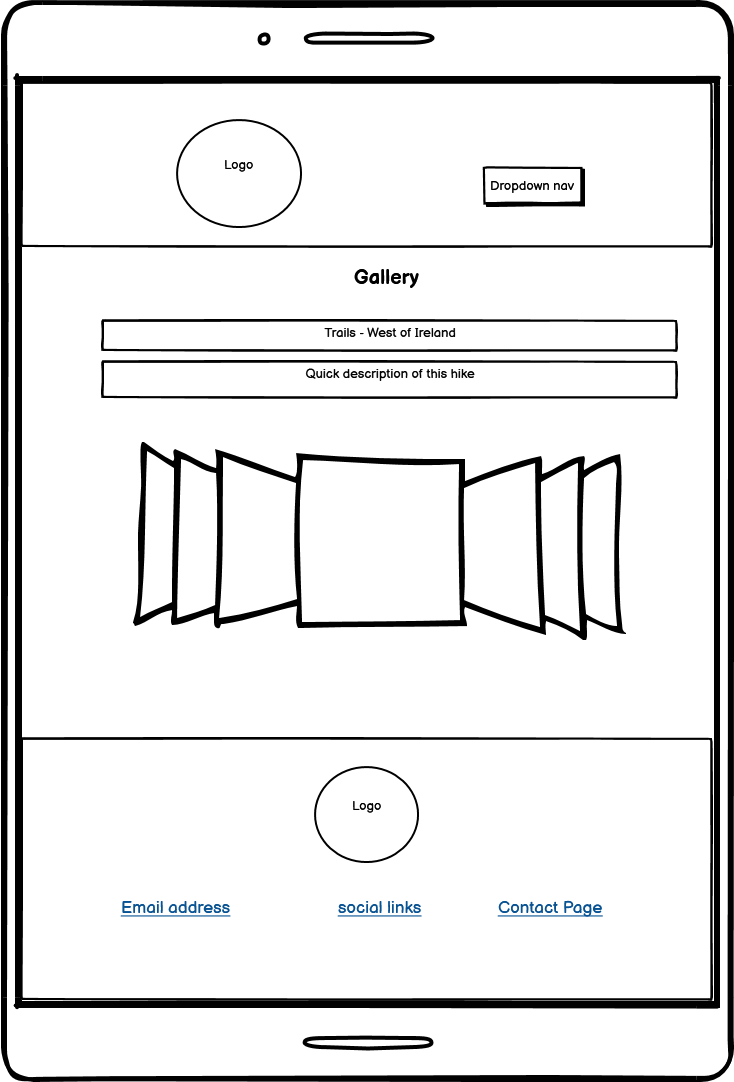 Logo
Dropdown nav
Gallery
Trails - West of Ireland
Quick description of this hike
Logo
Email address
social links
Contact Page